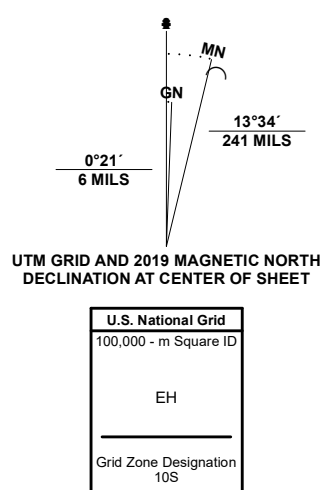 MN
GN
13°34´
241 MILS
0°21´
6 MILS
UTM GRID AND 2019 MAGNETIC NORTH
DECLINATION AT CENTER OF SHEET
U.S. National Grid
100,000 - m Square ID
EH
Grid Zone Designation
10S